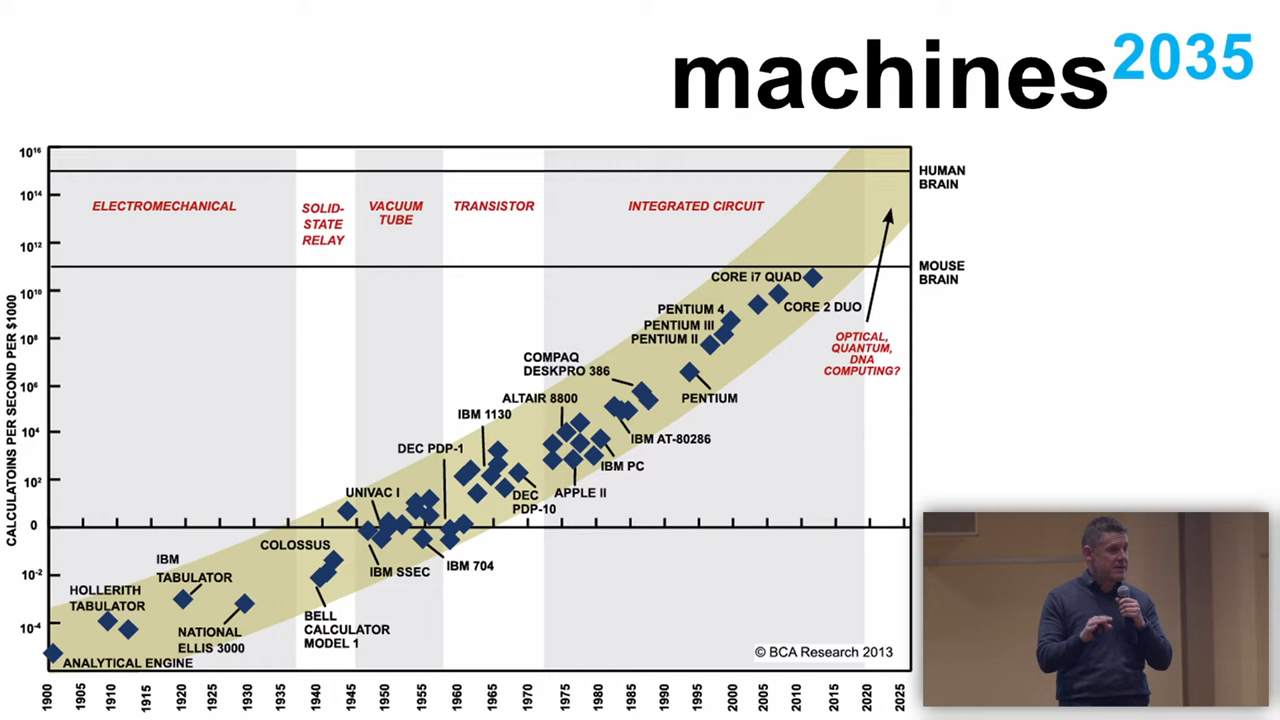 machines2035
10¹⁶
10¹⁴
10¹²
10¹⁰
10⁸
10⁶
10⁴
10²
0
10⁻²
10⁻⁴
CALCULATOINS PER SECOND PER $1000
ELECTROMECHANICAL
SOLID-
STATE
RELAY
VACUUM
TUBE
TRANSISTOR
INTEGRATED CIRCUIT
HUMAN
BRAIN
MOUSE
BRAIN
CORE i7 QUAD
CORE 2 DUO
PENTIUM 4
PENTIUM III
PENTIUM II
OPTICAL,
QUANTUM,
DNA
COMPUTING?
COMPAQ
DESKPRO 386
PENTIUM
ALTAIR 8800
IBM 1130
IBM AT-80286
DEC PDP-1
IBM PC
UNIVAC I
DEC
PDP-10
APPLE II
COLOSSUS
IBM SSEC
IBM 704
IBM
TABULATOR
HOLLERITH
TABULATOR
NATIONAL
ELLIS 3000
BELL
CALCULATOR
MODEL 1
ANALYTICAL ENGINE
© BCA Research 2013
1900 1905 1910 1915 1920 1925 1930 1935 1940 1945 1950 1955 1960 1965 1970 1975 1980 1985 1990 1995 2000 2005 2010 2015 2020 2025